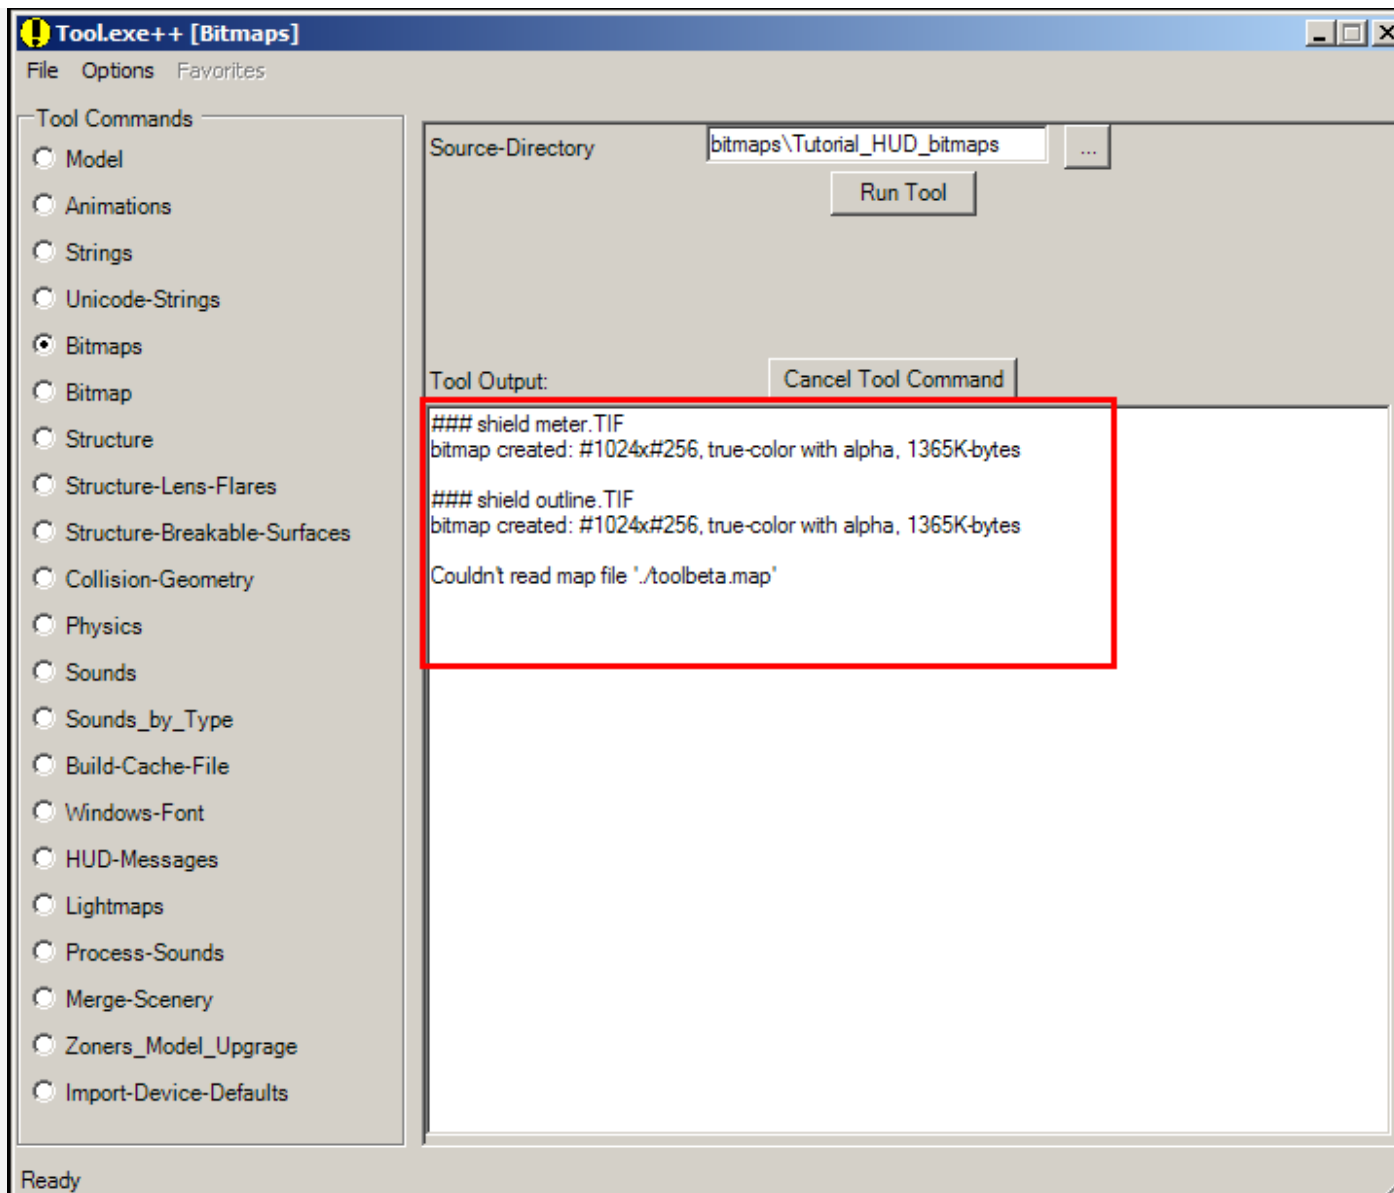 Tool.exe++ [Bitmaps]
File Options Favorites
Tool Commands
Model
Animations
Strings
Unicode-Strings
Bitmaps
Bitmap
Structure
Structure-Lens-Flares
Structure-Breakable-Surfaces
Collision-Geometry
Physics
Sounds
Sounds_by_Type
Build-Cache-File
Windows-Font
HUD-Messages
Lightmaps
Process-Sounds
Merge-Scenery
Zoners_Model_Upgrage
Import-Device-Defaults
Source-Directory bitmaps\Tutorial_HUD_bitmaps ...
Run Tool
Tool Output: Cancel Tool Command
### shield meter.TIF
bitmap created: #1024x#256, true-color with alpha, 1365K-bytes
### shield outline.TIF
bitmap created: #1024x#256, true-color with alpha, 1365K-bytes
Couldn't read map file './toolbeta.map'
Ready